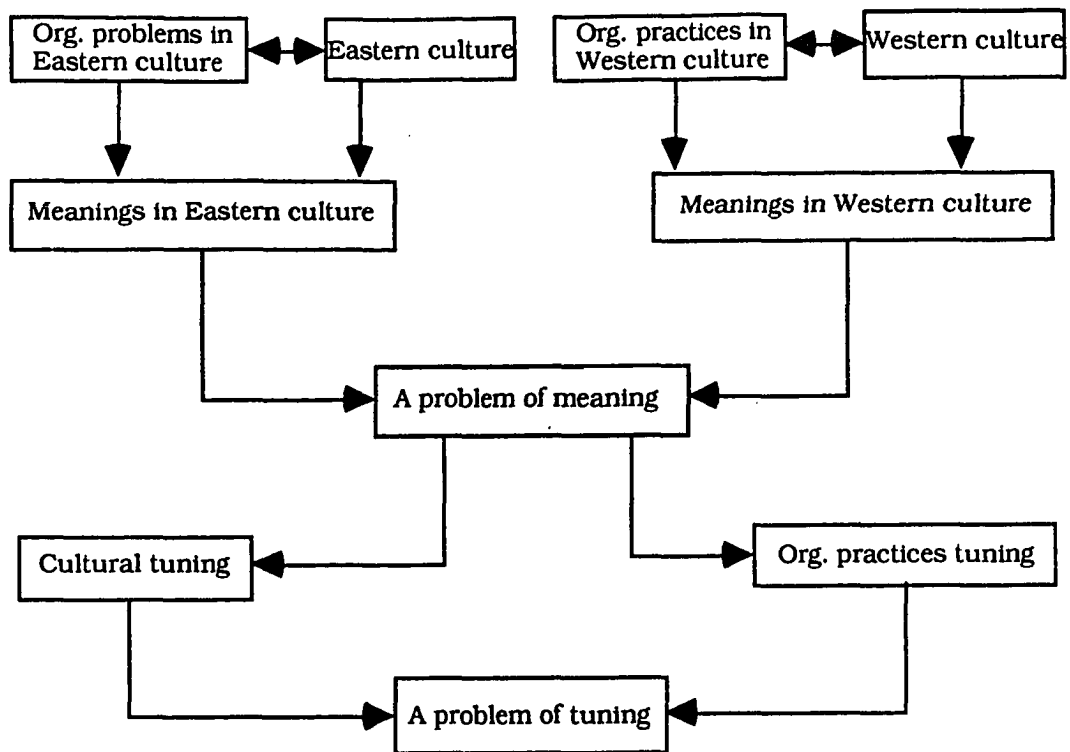 Org. problems in
Eastern culture
Eastern culture
Org. practices in
Western culture
Western culture
Meanings in Eastern culture
Meanings in Western culture
A problem of meaning
Cultural tuning
Org. practices tuning
A problem of tuning